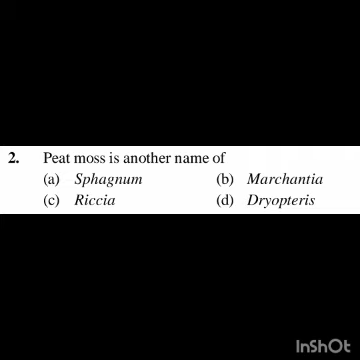 2. Peat moss is another name of
(a) Sphagnum (b) Marchantia
(c) Riccia (d) Dryopteris
InShOt